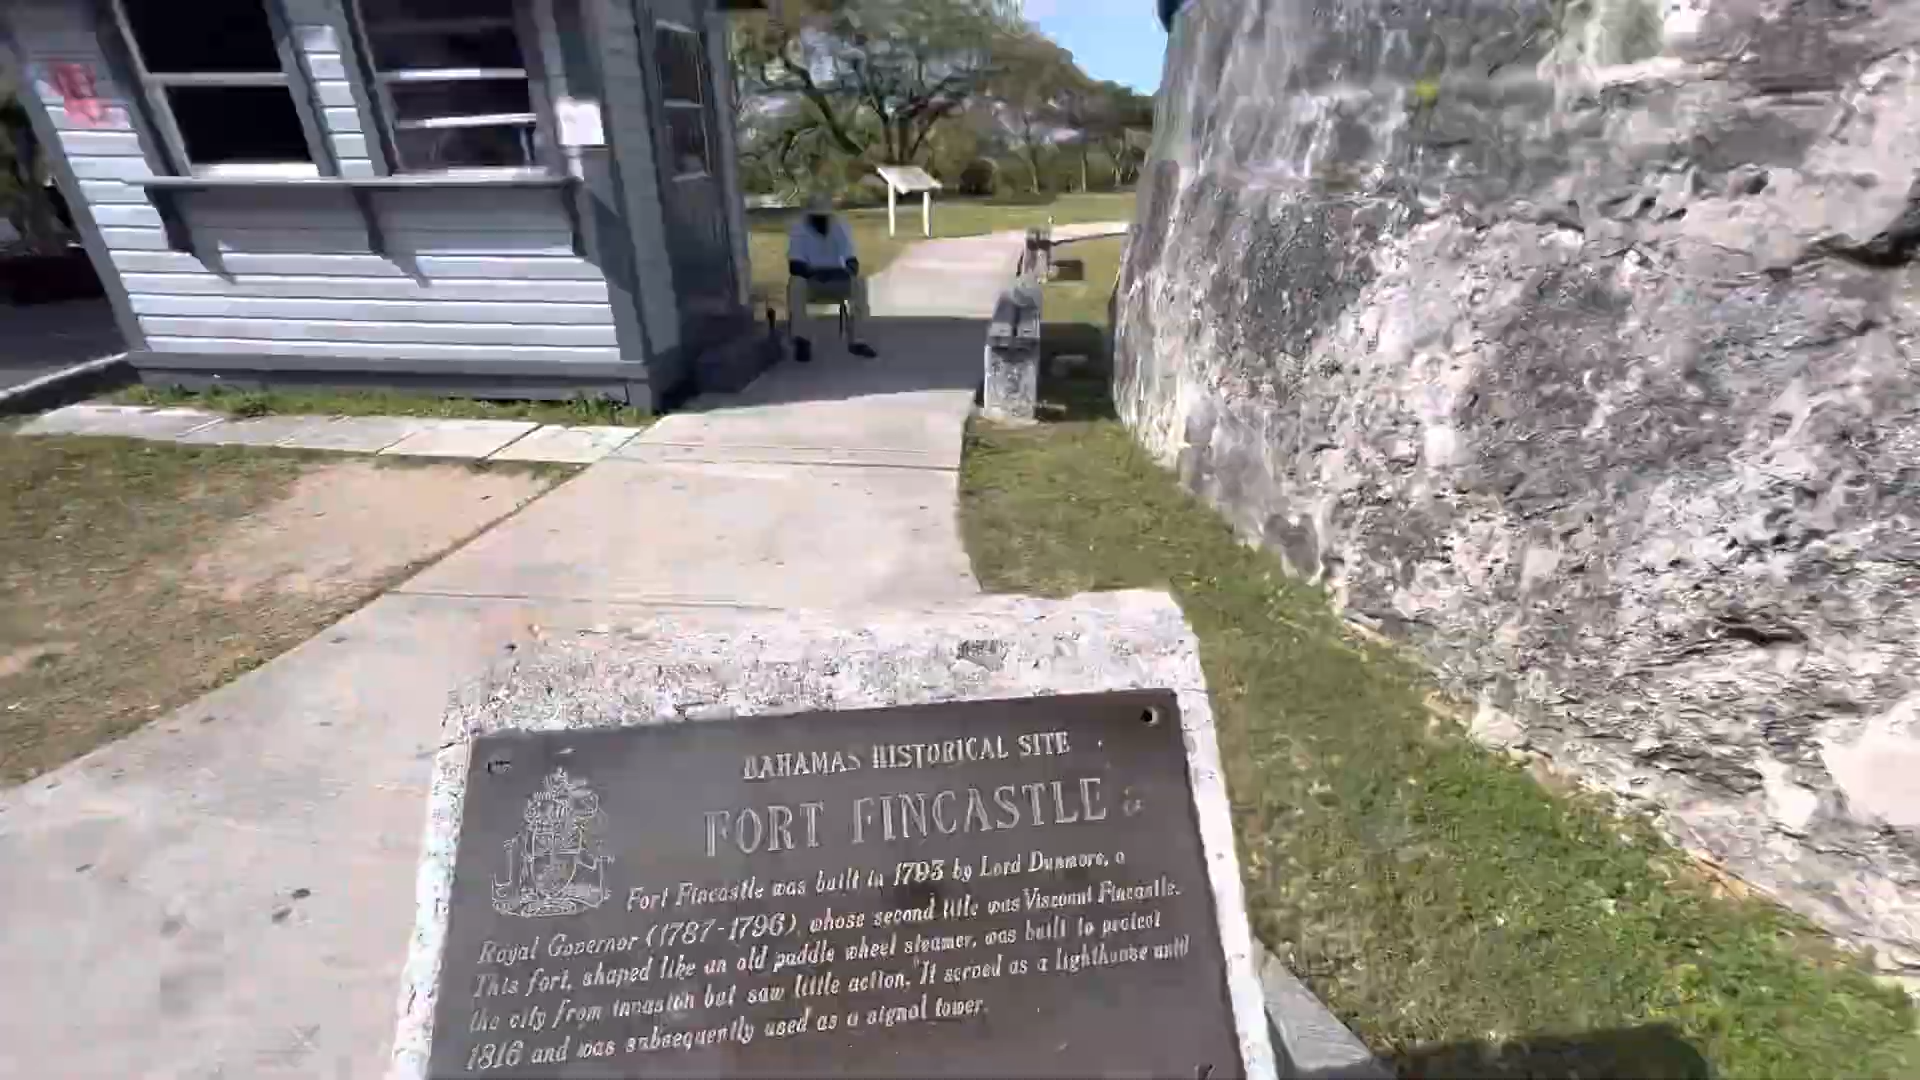 BAHAMAS HISTORICAL SITE
FORT FINCASTLE
Fort Fincastle was built in 1793 by Lord Dunmore, a
Royal Governor (1787-1796), whose second title was Viscount Fincastle.
This fort, shaped like an old paddle wheel steamer, was built to protect
the city from invasion but saw little action. It served as a lighthouse until
1816 and was subsequently used as a signal tower.